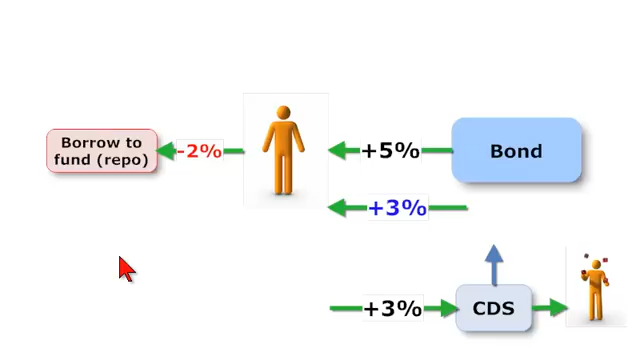 Borrow to
fund (repo)
-2%
+5%
Bond
+3%
+3%
CDS